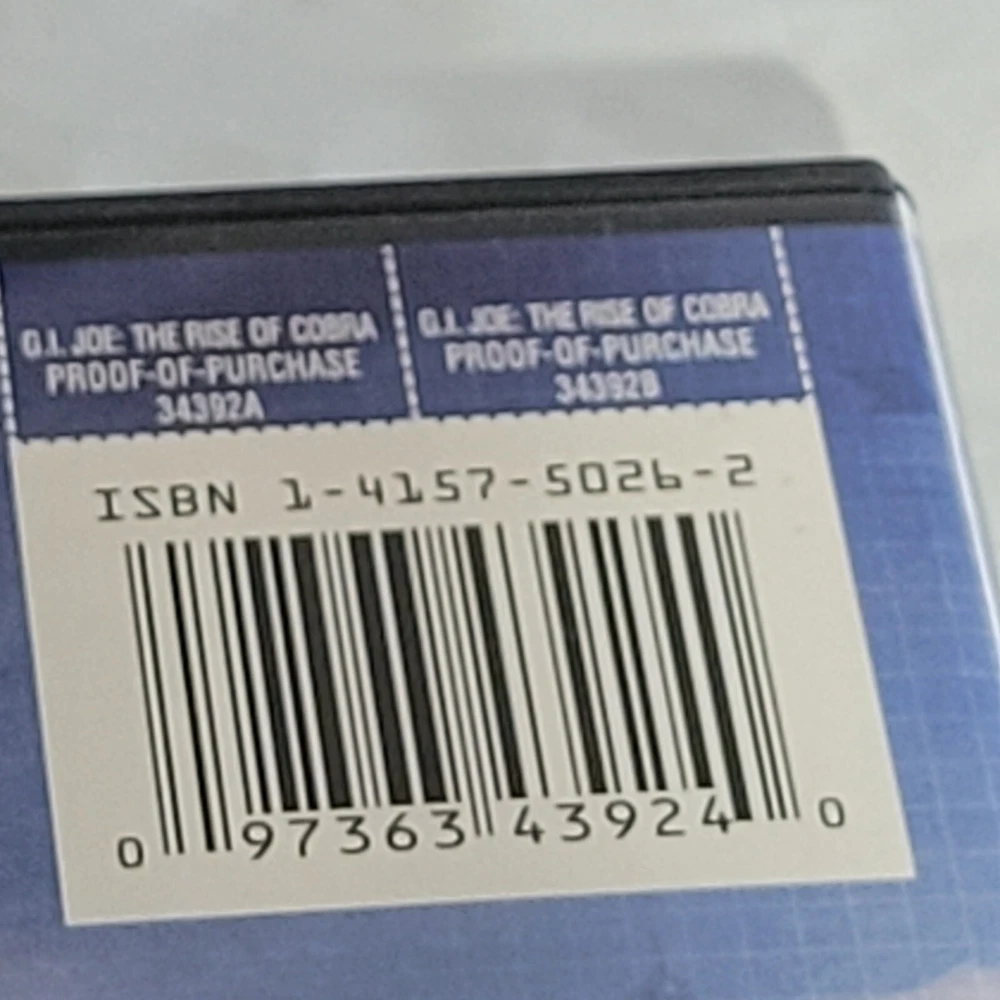 G.I. JOE: THE RISE OF COBRA
PROOF-OF-PURCHASE
34392A
G.I. JOE: THE RISE OF COBRA
PROOF-OF-PURCHASE
34392B
ISBN 1-4157-5026-2
0 97363 43924 0